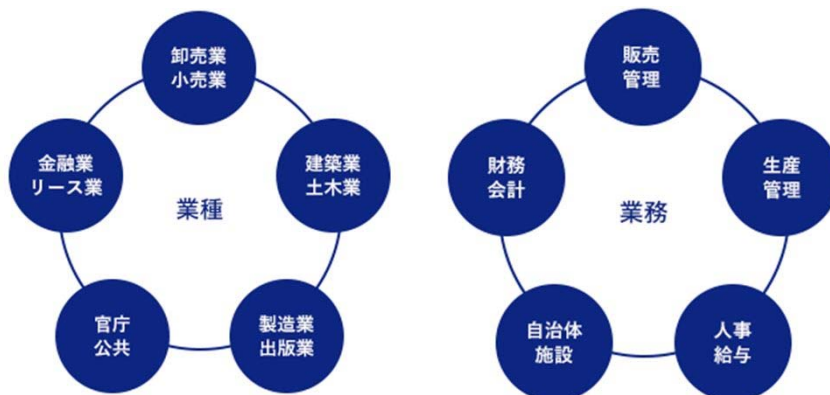 卸売業
小売業
金融業
リース業
建築業
土木業
業種
官庁
公共
製造業
出版業
販売
管理
財務
会計
生産
管理
業務
自治体
施設
人事
給与